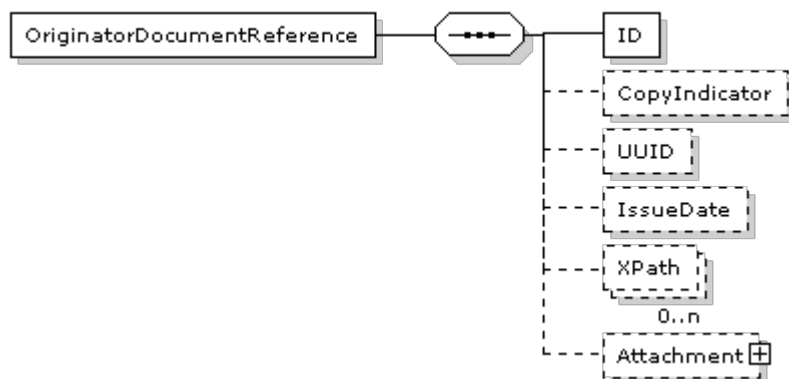 OriginatorDocumentReference
ID
CopyIndicator
UUID
IssueDate
XPath
0..n
Attachment